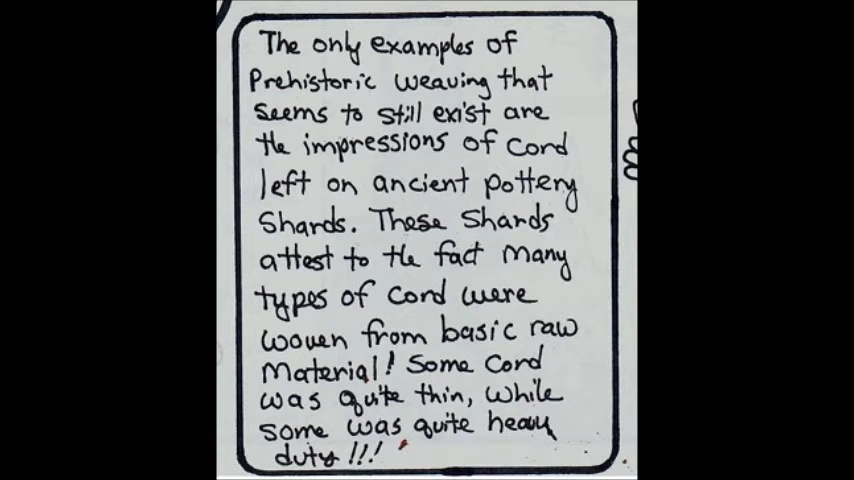 The only examples of
Prehistoric weaving that
seems to still exist are
the impressions of cord
left on ancient pottery
Shards. These Shards
attest to the fact many
types of cord were
woven from basic raw
Material! Some Cord
was quite thin, while
some was quite heavy
duty!!!